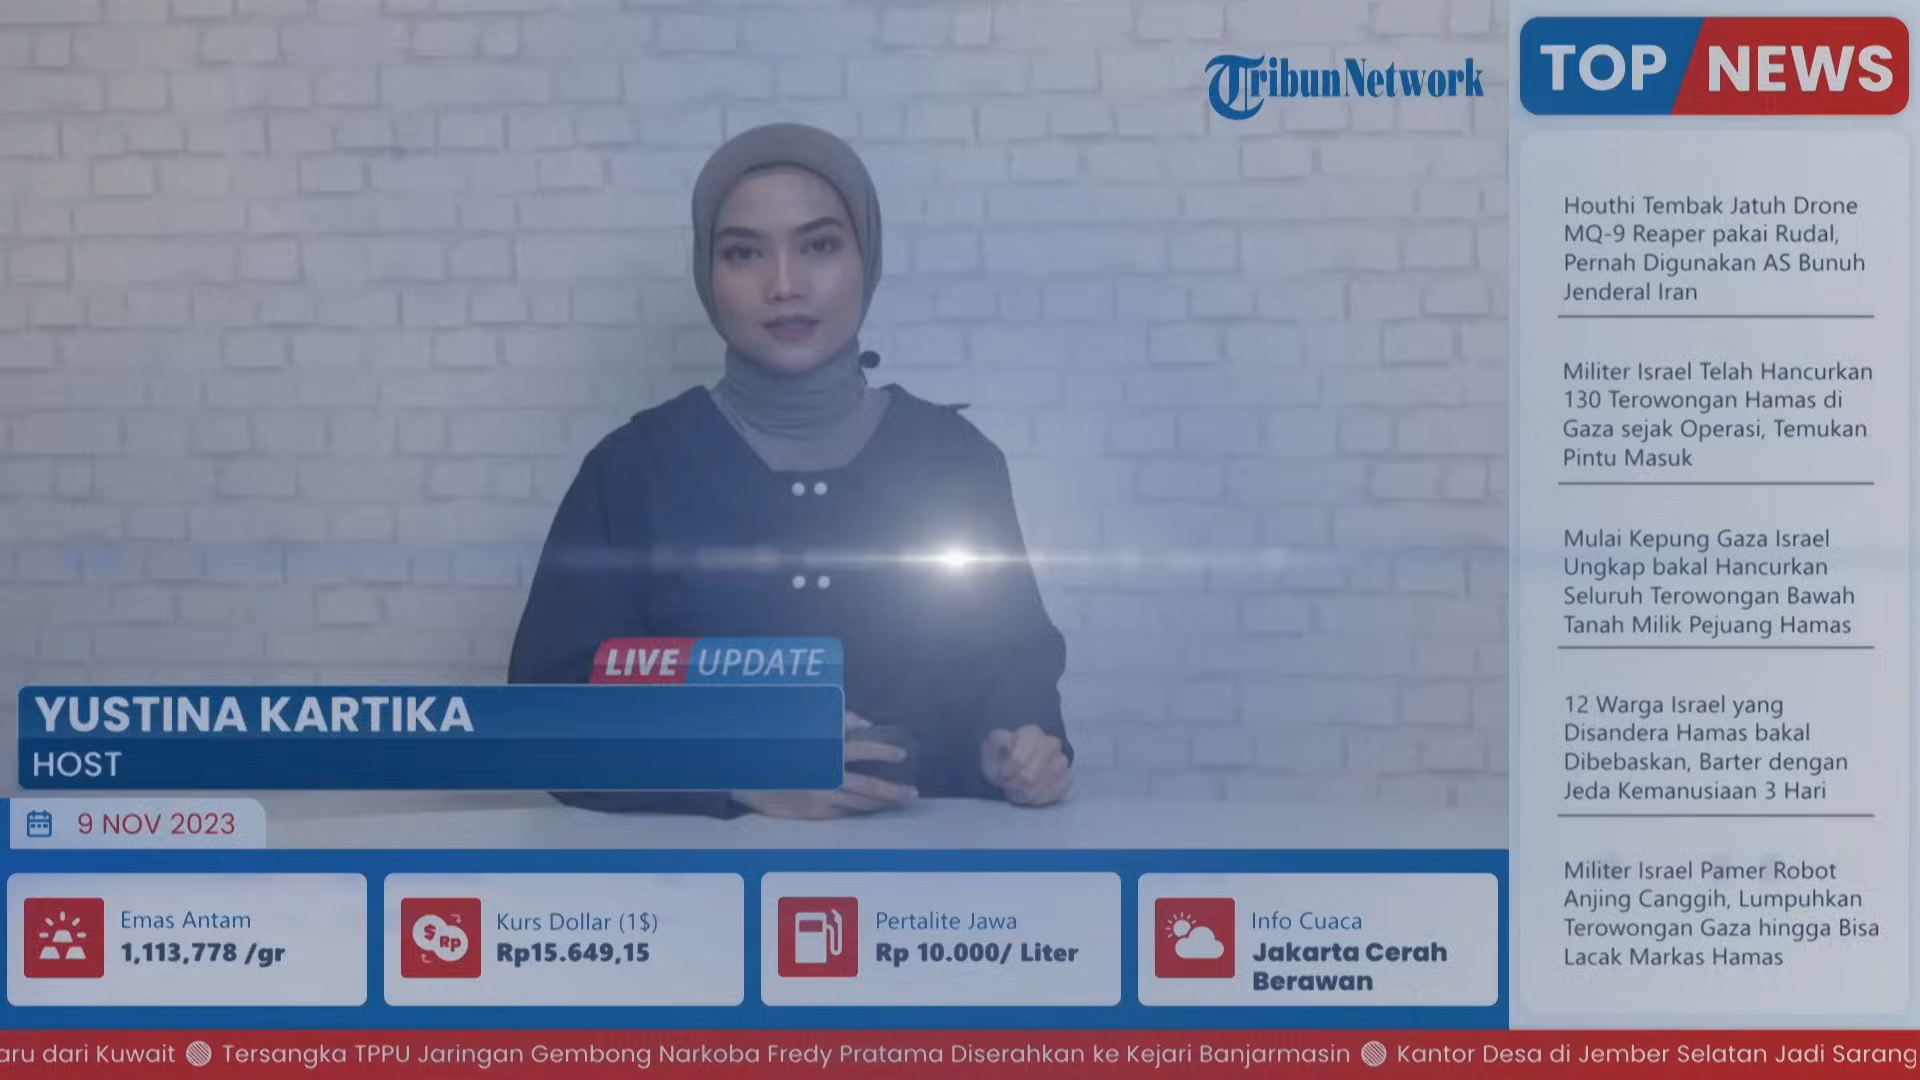 TribunNetwork
TOP NEWS
Houthi Tembak Jatuh Drone
MQ-9 Reaper pakai Rudal,
Pernah Digunakan AS Bunuh
Jenderal Iran
Militer Israel Telah Hancurkan
130 Terowongan Hamas di
Gaza sejak Operasi, Temukan
Pintu Masuk
Mulai Kepung Gaza Israel
Ungkap bakal Hancurkan
Seluruh Terowongan Bawah
Tanah Milik Pejuang Hamas
12 Warga Israel yang
Disandera Hamas bakal
Dibebaskan, Barter dengan
Jeda Kemanusiaan 3 Hari
Militer Israel Pamer Robot
Anjing Canggih, Lumpuhkan
Terowongan Gaza hingga Bisa
Lacak Markas Hamas
LIVE UPDATE
YUSTINA KARTIKA
HOST
9 NOV 2023
Emas Antam
1,113,778 /gr
Kurs Dollar (1$)
Rp15.649,15
Pertalite Jawa
Rp 10.000/ Liter
Info Cuaca
Jakarta Cerah
Berawan
aru dari Kuwait Tersangka TPPU Jaringan Gembong Narkoba Fredy Pratama Diserahkan ke Kejari Banjarmasin Kantor Desa di Jember Selatan Jadi Sarang